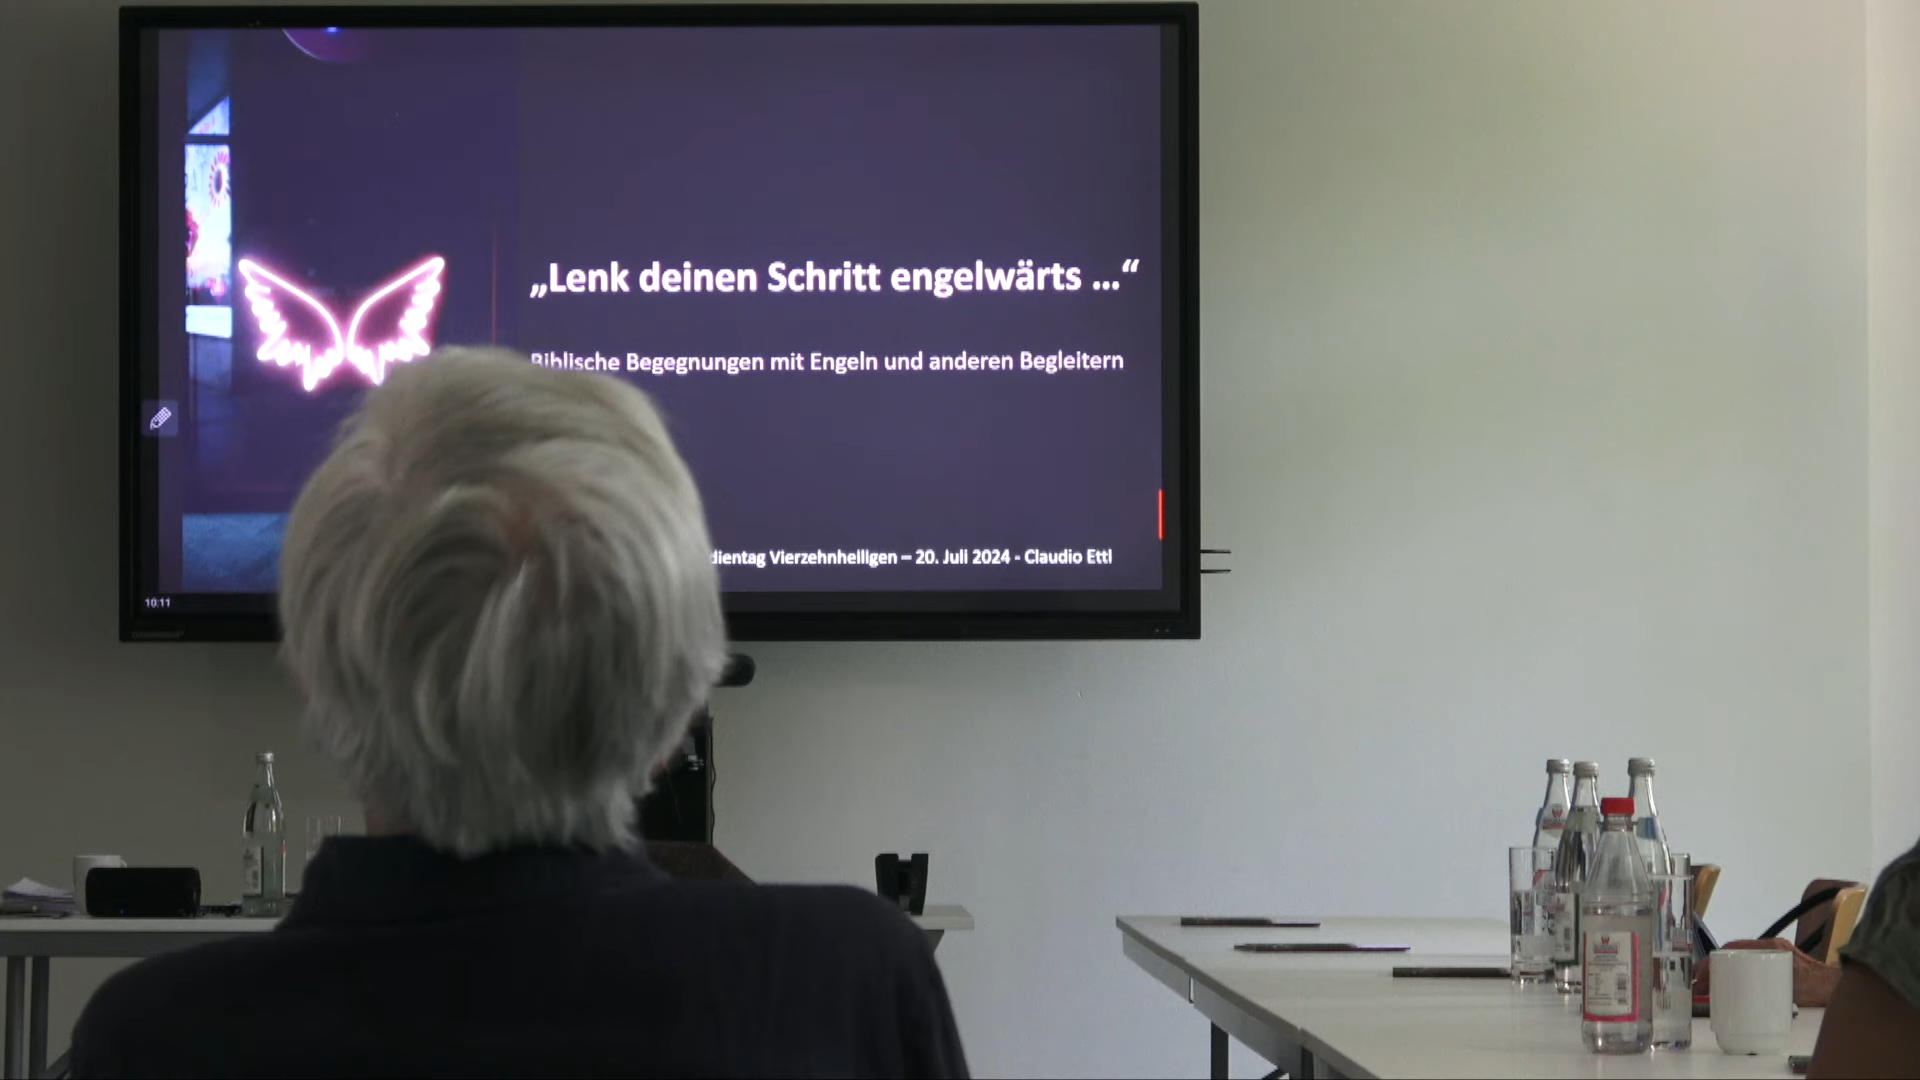 „Lenk deinen Schritt engelwärts ...“
Biblische Begegnungen mit Engeln und anderen Begleitern
dientag Vierzehnheiligen – 20. Juli 2024 - Claudio Ettl
10:11